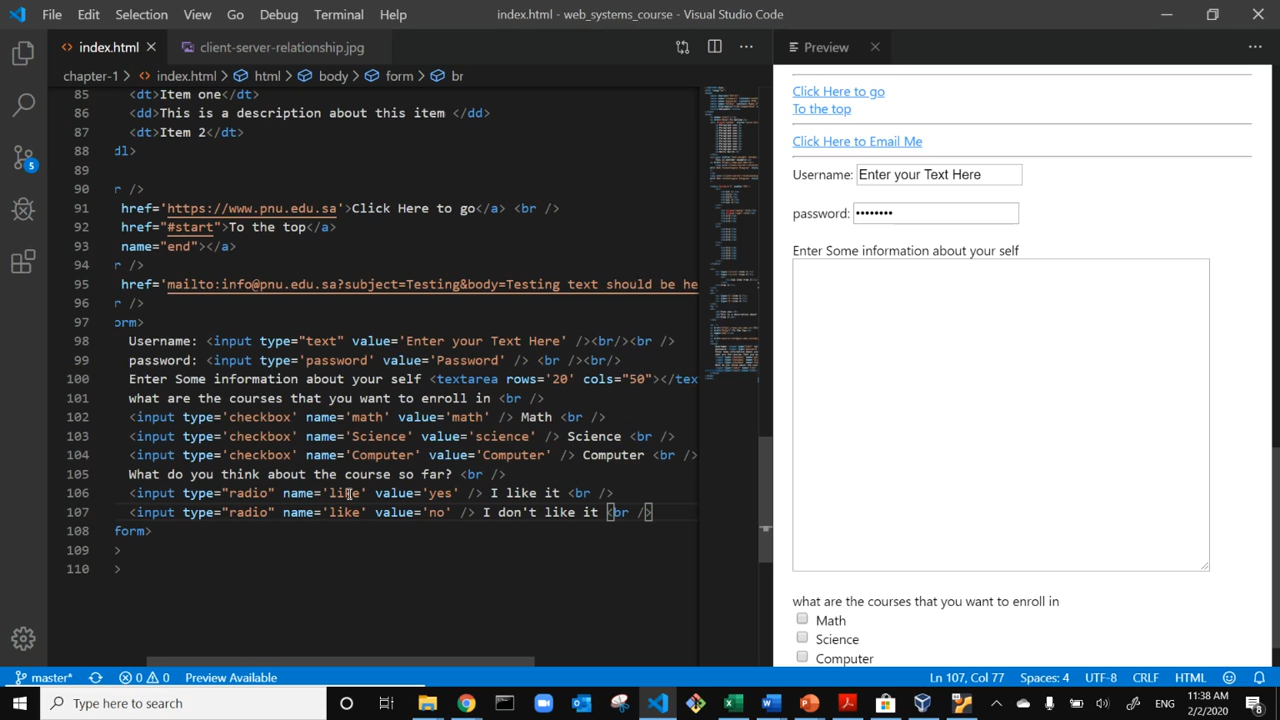 File Edit Selection View Go Debug Terminal Help
index.html - web_systems_course - Visual Studio Code
index.html
client-server-relationship.jpg
Preview
chapter-1 > index.html > html > body > form > br
85 <dt>Item one</dt>
86 <dd>This is a description about this item </dd>
87 <dt>Item 2</dt>
88 dl>
89
90 r />
91 href='https://www.pnu.edu.sa'>Click Here to go</a> <br />
92 href="#start">To the top</a>
93 name="end"></a>
94 r />
95 href='mailto:info@pnu.edu.sa?subject=Testing&body=Testing text should be he
96 r />
97 orm>
98 Username: <input type="text" value='Enter your Text Here' /><br/><br />
99 password: <input type='password' value='Password' /> <br /><br/>
100 Enter Some information about your self <textarea rows='20' cols="50"></tex
101 what are the courses that you want to enroll in <br />
102 <input type='checkbox' name='math' value='math' /> Math <br />
103 <input type='checkbox' name='Science' value='science' /> Science <br />
104 <input type='checkbox' name='Computer' value='Computer' /> Computer <br />
105 What do you think about the course so far? <br />
106 <input type="radio" name='like' value='yes' /> I like it <br />
107 <input type="radio" name='like' value='no' /> I don't like it <br />
108 form>
109 >
110 >
Click Here to go
To the top
Click Here to Email Me
Username: Enter your Text Here
password: ••••••••
Enter Some information about your self
what are the courses that you want to enroll in
Math
Science
Computer
5
master* 0 0 Preview Available
Ln 107, Col 77 Spaces: 4 UTF-8 CRLF HTML
Type here to search
ENG
11:38 AM
2/2/2020
8